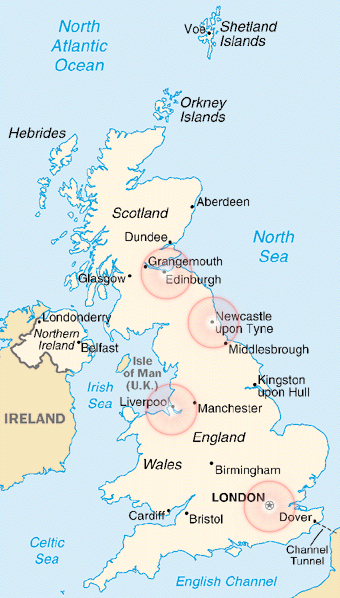 North
Atlantic
Ocean
Voe
Shetland
Islands
Orkney
Islands
Hebrides
Scotland
Aberdeen
Dundee
North
Sea
Grangemouth
Glasgow
Edinburgh
Londonderry
Northern
Ireland
Belfast
Newcastle
upon Tyne
Middlesbrough
Isle
of Man
(U.K.)
Irish
Sea
Kingston
upon Hull
Liverpool
Manchester
IRELAND
England
Wales
Birmingham
LONDON
Cardiff
Bristol
Dover
Celtic
Sea
Channel
Tunnel
English Channel